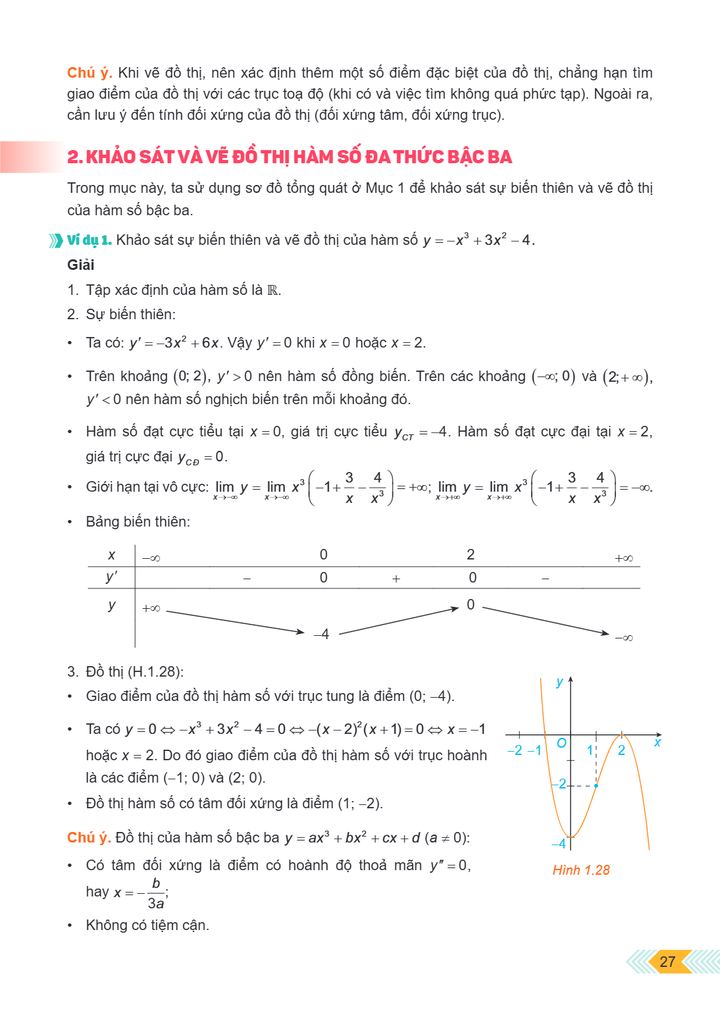 Chú ý. Khi vẽ đồ thị, nên xác định thêm một số điểm đặc biệt của đồ thị, chẳng hạn tìm
giao điểm của đồ thị với các trục toạ độ (khi có và việc tìm không quá phức tạp). Ngoài ra,
cần lưu ý đến tính đối xứng của đồ thị (đối xứng tâm, đối xứng trục).
2. KHẢO SÁT VÀ VẼ ĐỒ THỊ HÀM SỐ ĐA THỨC BẬC BA
Trong mục này, ta sử dụng sơ đồ tổng quát ở Mục 1 để khảo sát sự biến thiên và vẽ đồ thị
của hàm số bậc ba.
Ví dụ 1. Khảo sát sự biến thiên và vẽ đồ thị của hàm số y = −x³ + 3x² − 4.
Giải
1. Tập xác định của hàm số là ℝ.
2. Sự biến thiên:
• Ta có: y′ = −3x² + 6x. Vậy y′ = 0 khi x = 0 hoặc x = 2.
• Trên khoảng (0; 2), y′ > 0 nên hàm số đồng biến. Trên các khoảng (−∞; 0) và (2; +∞),
y′ < 0 nên hàm số nghịch biến trên mỗi khoảng đó.
• Hàm số đạt cực tiểu tại x = 0, giá trị cực tiểu y_CT = −4. Hàm số đạt cực đại tại x = 2,
giá trị cực đại y_CĐ = 0.
• Giới hạn tại vô cực: lim_{x→−∞} y = lim_{x→−∞} x³(−1 + 3/x − 4/x³) = +∞; lim_{x→+∞} y = lim_{x→+∞} x³(−1 + 3/x − 4/x³) = −∞.
• Bảng biến thiên:
x −∞ 0 2 +∞
y′ − 0 + 0 −
y +∞ −4 0 −∞
3. Đồ thị (H.1.28):
• Giao điểm của đồ thị hàm số với trục tung là điểm (0; −4).
• Ta có y = 0 ⇔ −x³ + 3x² − 4 = 0 ⇔ −(x − 2)²(x + 1) = 0 ⇔ x = −1
hoặc x = 2. Do đó giao điểm của đồ thị hàm số với trục hoành
là các điểm (−1; 0) và (2; 0).
• Đồ thị hàm số có tâm đối xứng là điểm (1; −2).
Chú ý. Đồ thị của hàm số bậc ba y = ax³ + bx² + cx + d (a ≠ 0):
• Có tâm đối xứng là điểm có hoành độ thoả mãn y″ = 0,
hay x = −b/3a;
• Không có tiệm cận.
y
−2 −1 O 1 2 x
−2
−4
Hình 1.28
27